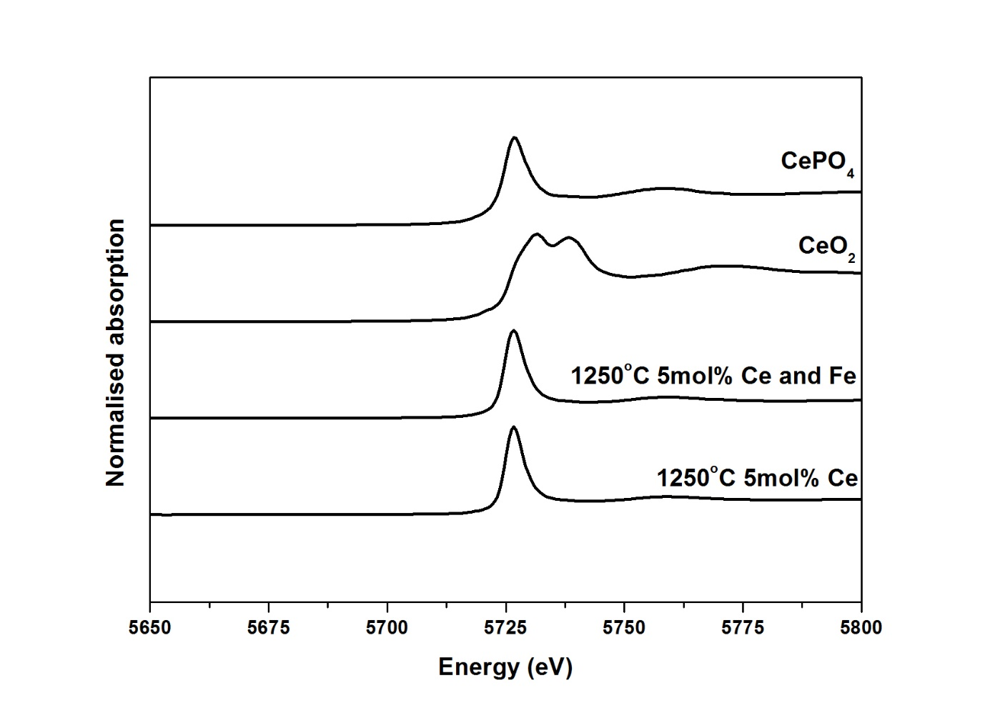 CePO4
CeO2
1250°C 5mol% Ce and Fe
1250°C 5mol% Ce
Normalised absorption
5650 5675 5700 5725 5750 5775 5800
Energy (eV)